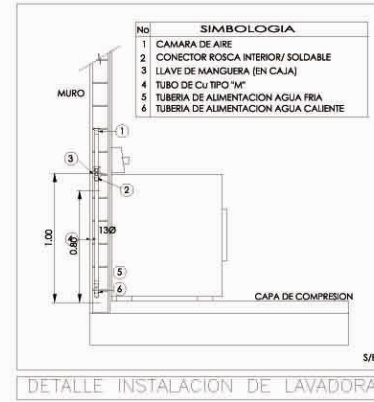 No SIMBOLOGIA
1 CAMARA DE AIRE
2 CONECTOR ROSCA INTERIOR/ SOLDABLE
3 LLAVE DE MANGUERA (EN CAJA)
4 TUBO DE Cu TIPO "M"
5 TUBERIA DE ALIMENTACION AGUA FRIA
6 TUBERIA DE ALIMENTACION AGUA CALIENTE
MURO
1
3
2
1.00
0.80
4
13Ø
5
6
CAPA DE COMPRESION
S/E
DETALLE INSTALACION DE LAVADORA